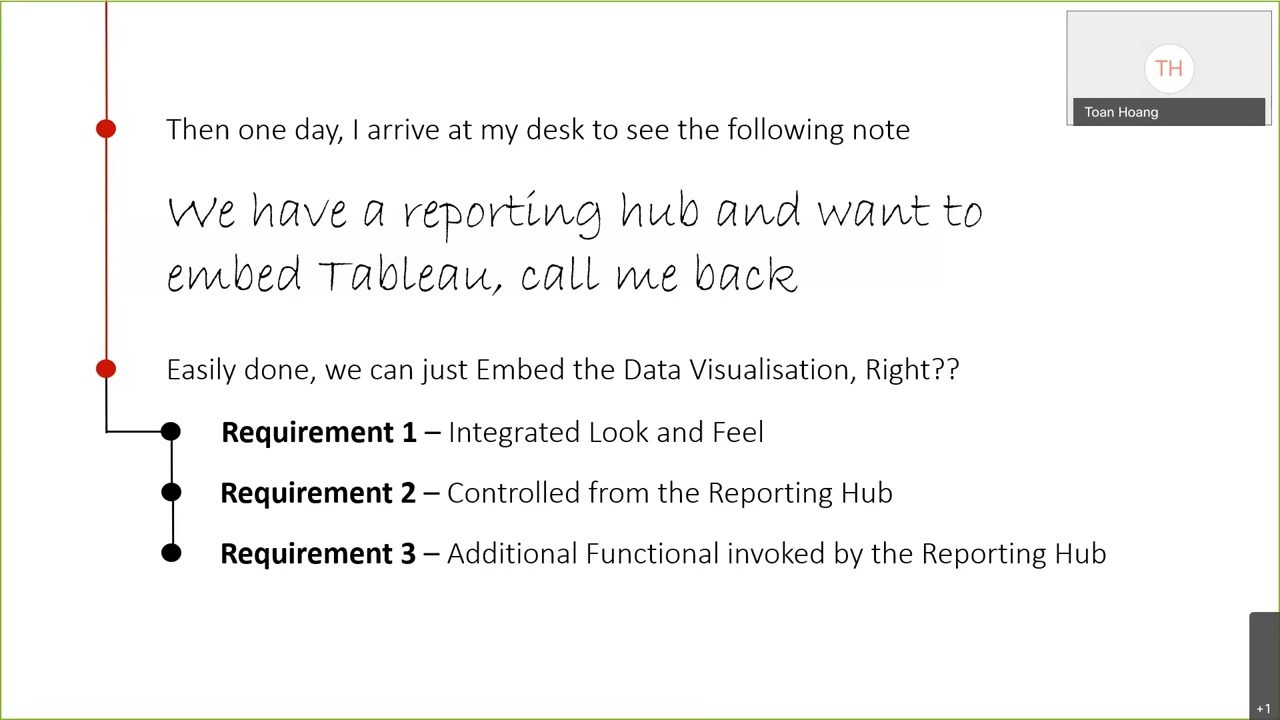 TH
Toan Hoang
Then one day, I arrive at my desk to see the following note
We have a reporting hub and want to
embed Tableau, call me back
Easily done, we can just Embed the Data Visualisation, Right??
Requirement 1 – Integrated Look and Feel
Requirement 2 – Controlled from the Reporting Hub
Requirement 3 – Additional Functional invoked by the Reporting Hub
+1